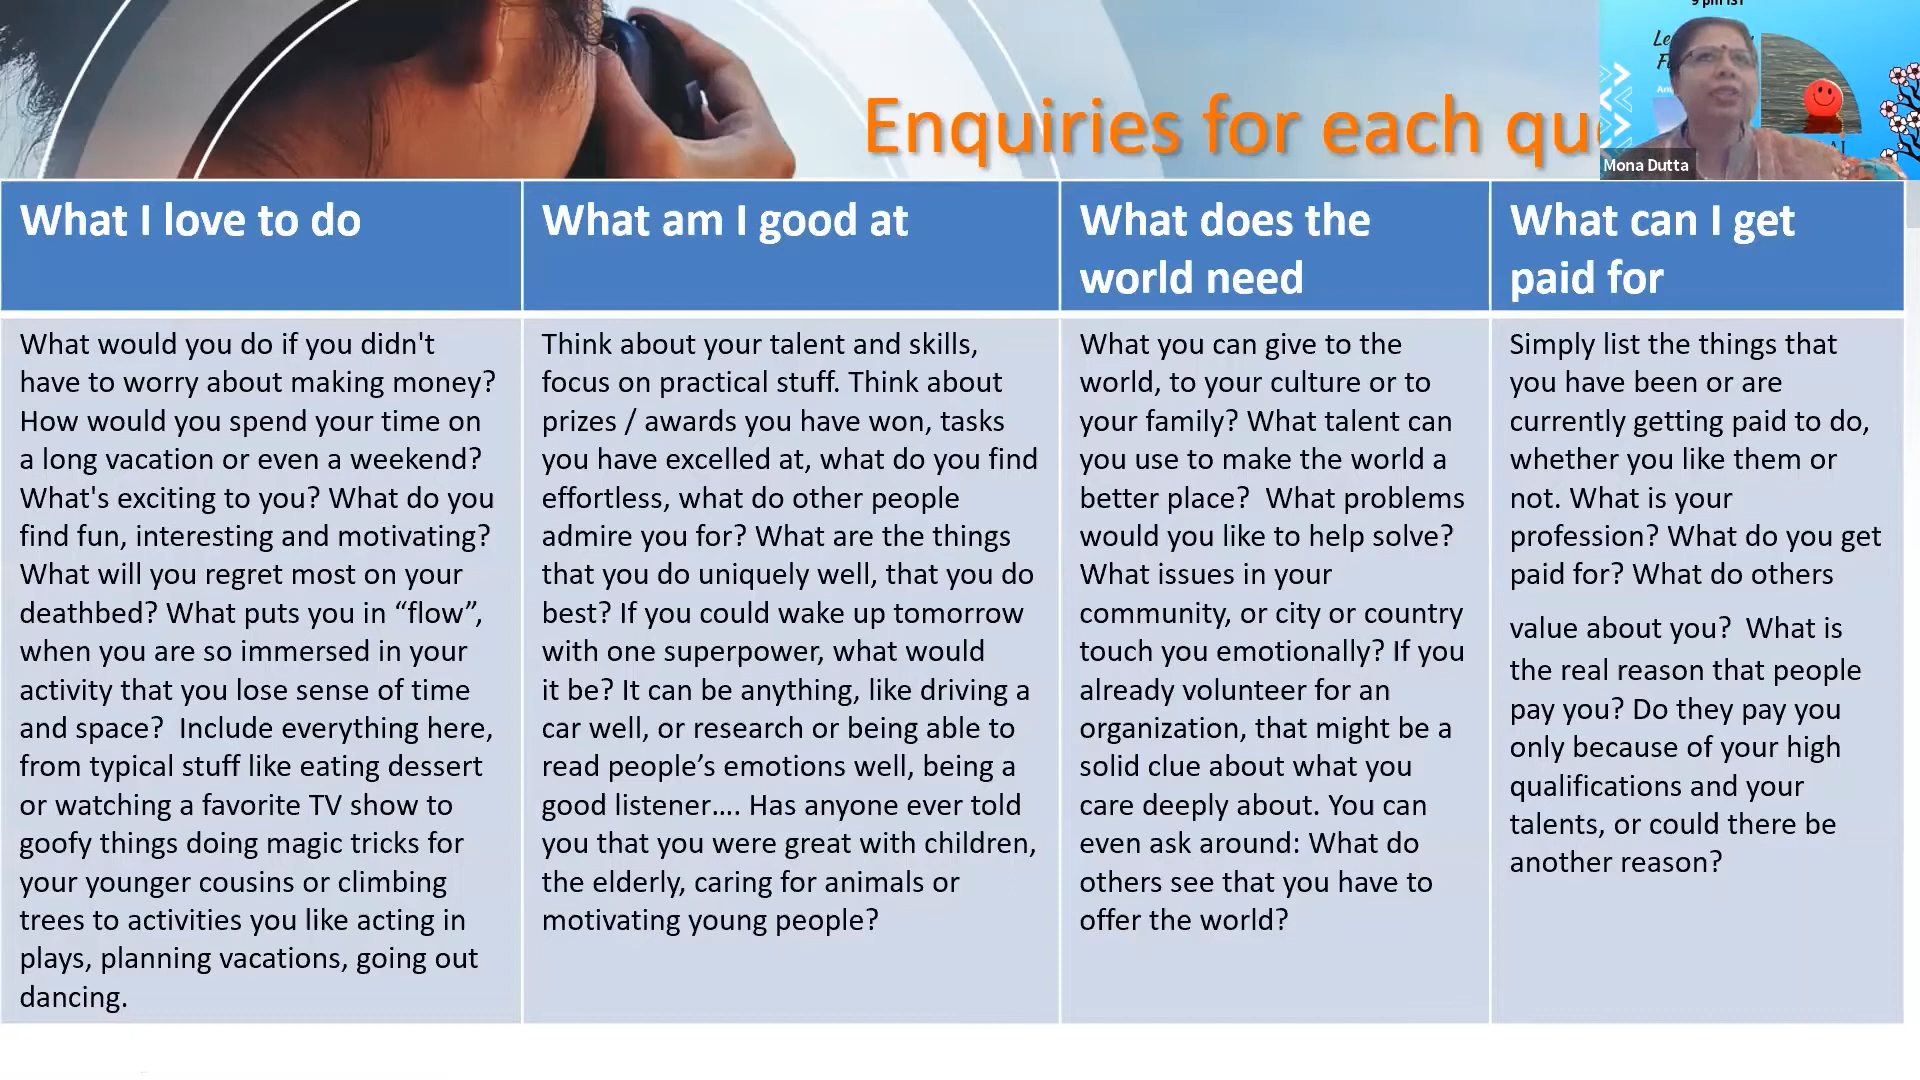 9 pm IST
Enquiries for each
Mona Dutta
What I love to do
What would you do if you didn't
have to worry about making money?
How would you spend your time on
a long vacation or even a weekend?
What's exciting to you? What do you
find fun, interesting and motivating?
What will you regret most on your
deathbed? What puts you in “flow”,
when you are so immersed in your
activity that you lose sense of time
and space?  Include everything here,
from typical stuff like eating dessert
or watching a favorite TV show to
goofy things doing magic tricks for
your younger cousins or climbing
trees to activities you like acting in
plays, planning vacations, going out
dancing.
What am I good at
Think about your talent and skills,
focus on practical stuff. Think about
prizes / awards you have won, tasks
you have excelled at, what do you find
effortless, what do other people
admire you for? What are the things
that you do uniquely well, that you do
best? If you could wake up tomorrow
with one superpower, what would
it be? It can be anything, like driving a
car well, or research or being able to
read people’s emotions well, being a
good listener…. Has anyone ever told
you that you were great with children,
the elderly, caring for animals or
motivating young people?
What does the
world need
What you can give to the
world, to your culture or to
your family? What talent can
you use to make the world a
better place?  What problems
would you like to help solve?
What issues in your
community, or city or country
touch you emotionally? If you
already volunteer for an
organization, that might be a
solid clue about what you
care deeply about. You can
even ask around: What do
others see that you have to
offer the world?
What can I get
paid for
Simply list the things that
you have been or are
currently getting paid to do,
whether you like them or
not. What is your
profession? What do you get
paid for? What do others
value about you?  What is
the real reason that people
pay you? Do they pay you
only because of your high
qualifications and your
talents, or could there be
another reason?